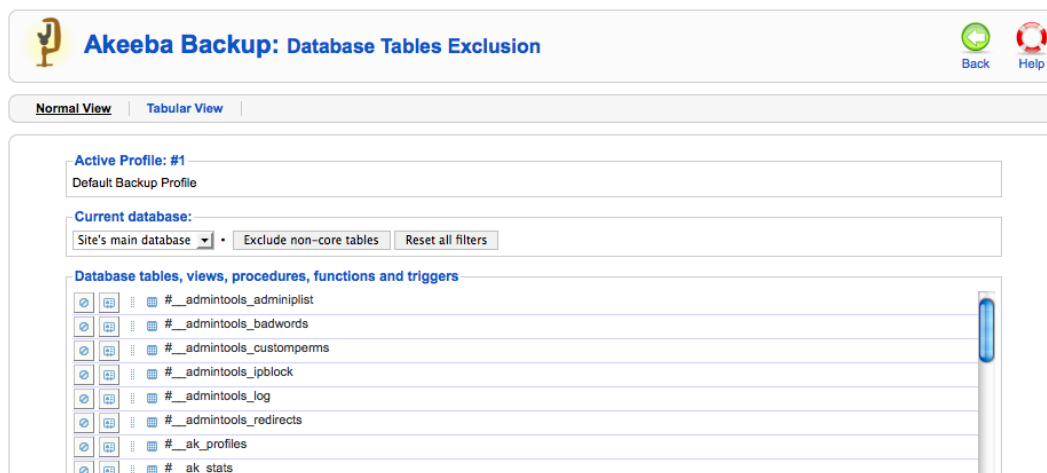 Akeeba Backup: Database Tables Exclusion
Back Help
Normal View Tabular View
Active Profile: #1
Default Backup Profile
Current database:
Site's main database • Exclude non-core tables Reset all filters
Database tables, views, procedures, functions and triggers
#__admintools_adminiplist
#__admintools_badwords
#__admintools_customperms
#__admintools_ipblock
#__admintools_log
#__admintools_redirects
#__ak_profiles
#__ak_stats